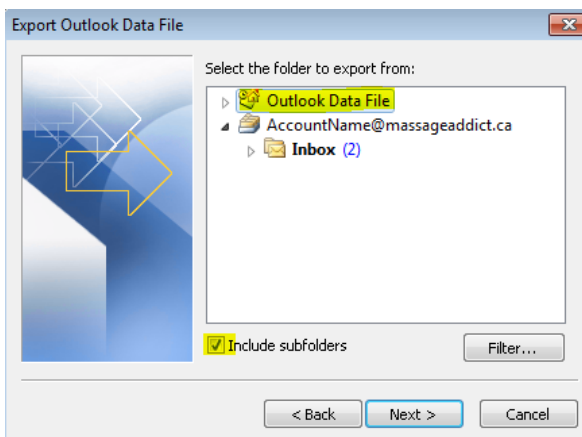 Export Outlook Data File
Select the folder to export from:
Outlook Data File
AccountName@massageaddict.ca
Inbox (2)
Include subfolders
Filter...
< Back
Next >
Cancel